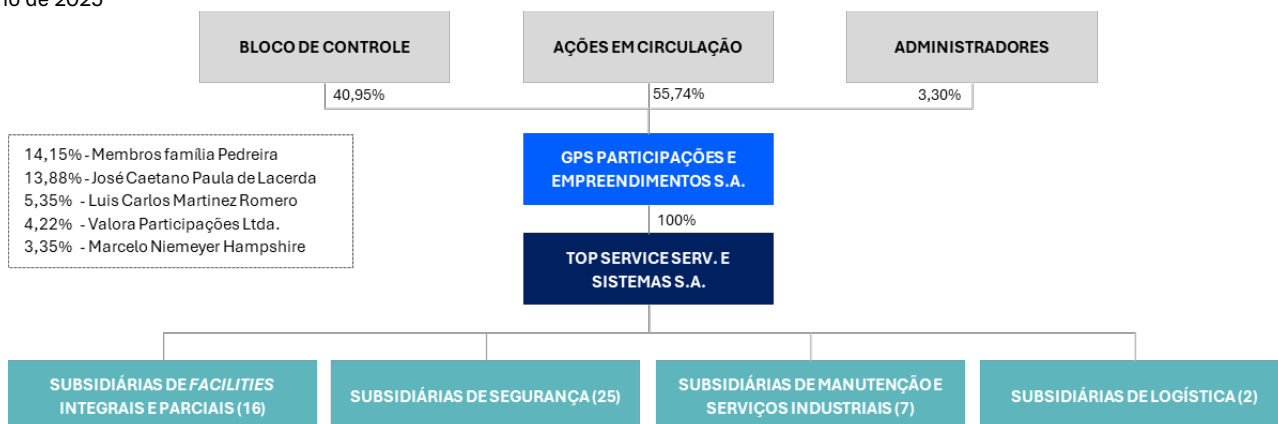 de 2025
BLOCO DE CONTROLE
AÇÕES EM CIRCULAÇÃO
ADMINISTRADORES
40,95%
55,74%
3,30%
14,15% - Membros família Pedreira
13,88% - José Caetano Paula de Lacerda
5,35% - Luis Carlos Martinez Romero
4,22% - Valora Participações Ltda.
3,35% - Marcelo Niemeyer Hampshire
GPS PARTICIPAÇÕES E
EMPREENDIMENTOS S.A.
100%
TOP SERVICE SERV. E
SISTEMAS S.A.
SUBSIDIÁRIAS DE FACILITIES
INTEGRAIS E PARCIAIS (16)
SUBSIDIÁRIAS DE SEGURANÇA (25)
SUBSIDIÁRIAS DE MANUTENÇÃO E
SERVIÇOS INDUSTRIAIS (7)
SUBSIDIÁRIAS DE LOGÍSTICA (2)